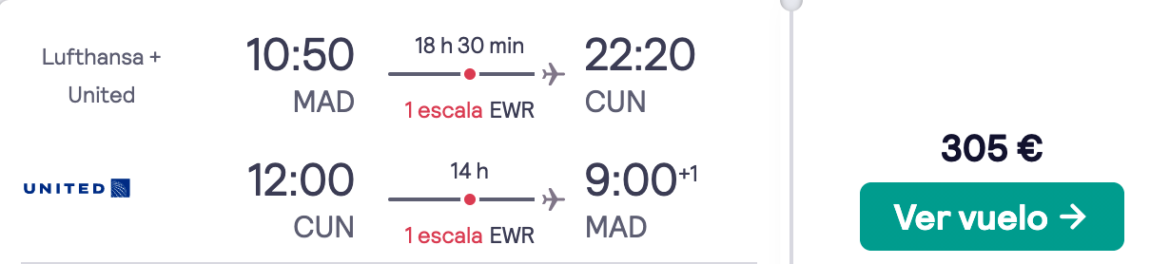 Lufthansa +
United
10:50
MAD
18 h 30 min
1 escala EWR
22:20
CUN
UNITED
12:00
CUN
14 h
1 escala EWR
9:00+1
MAD
305 €
Ver vuelo →